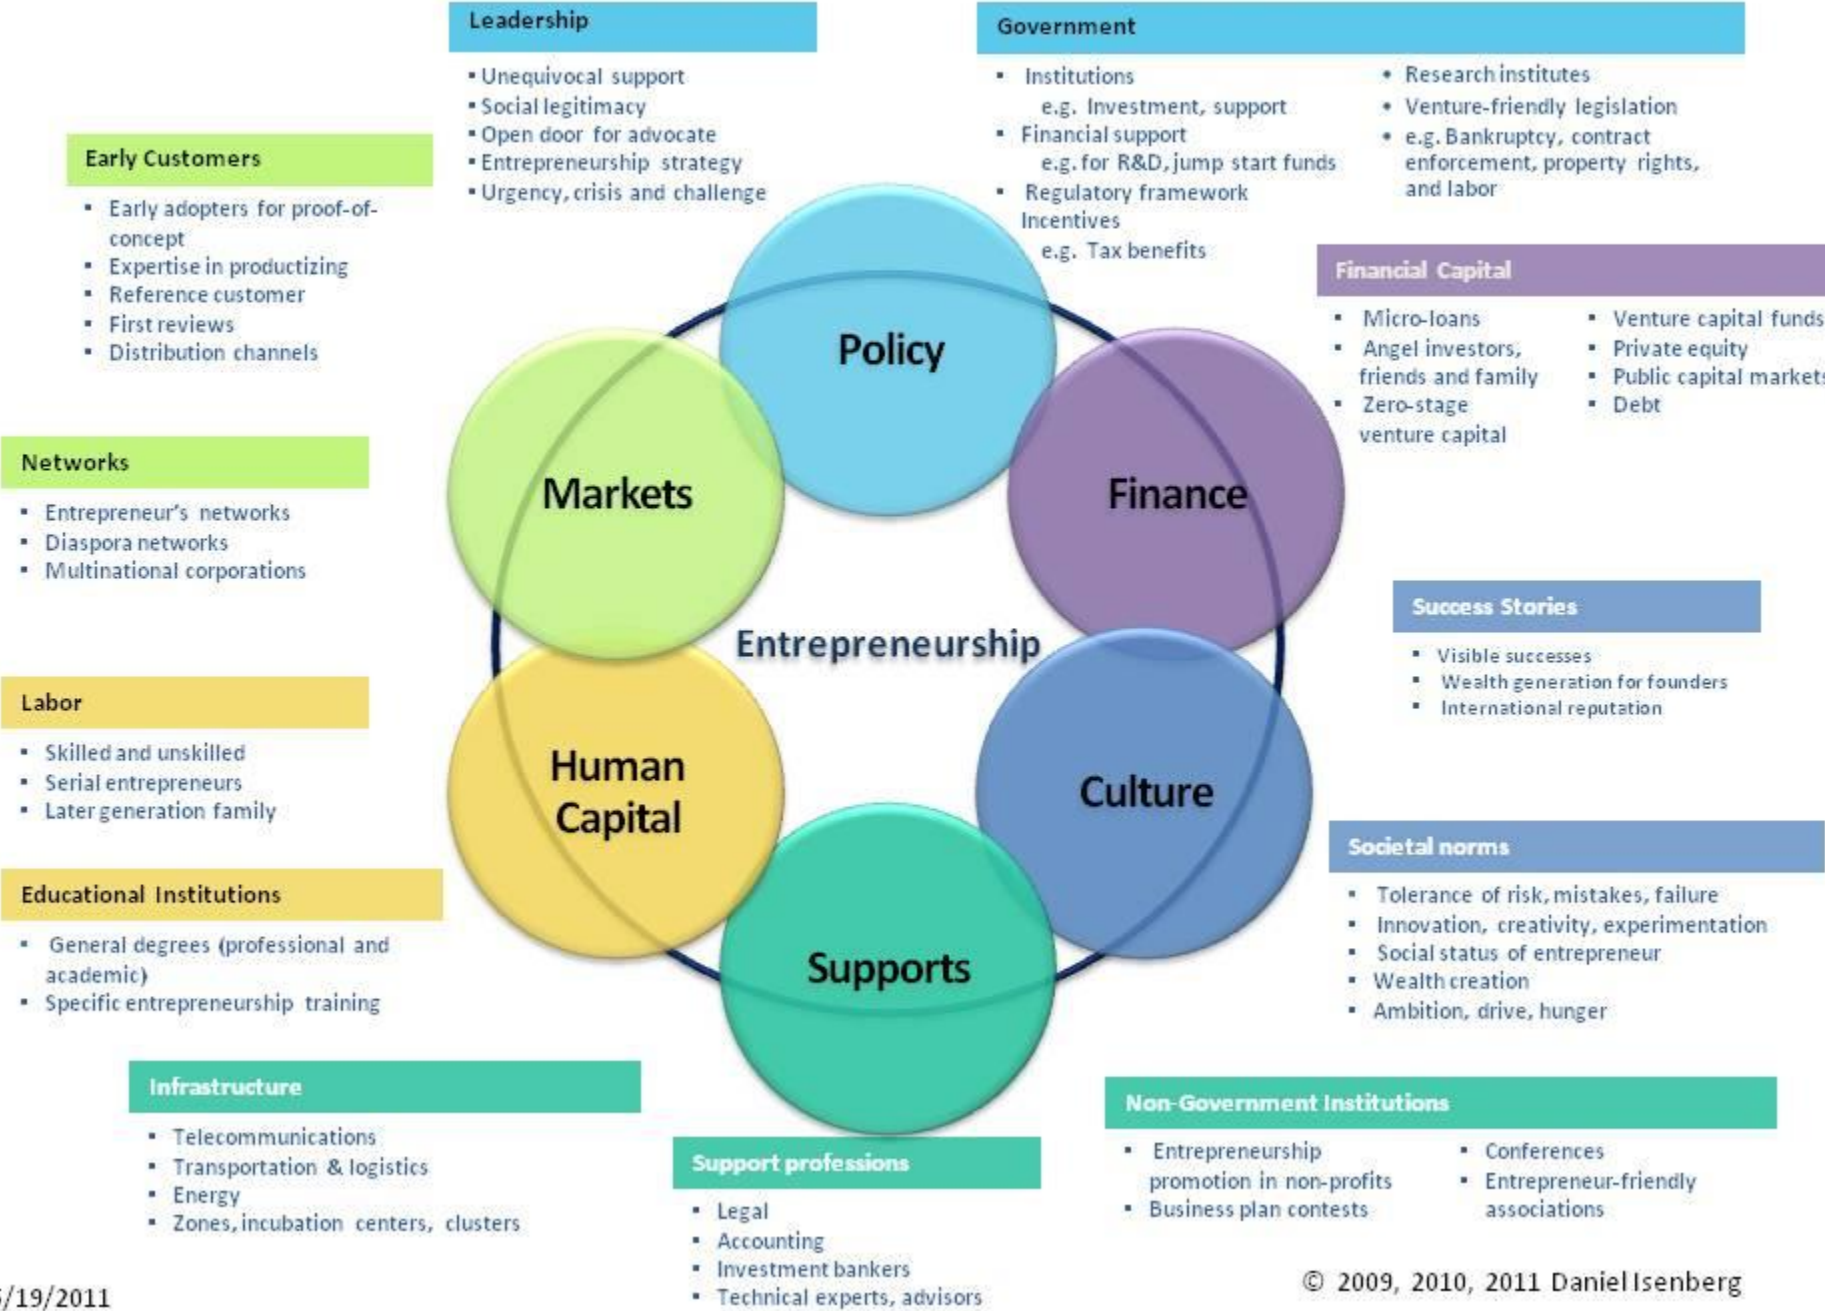 Leadership
▪ Unequivocal support
▪ Social legitimacy
▪ Open door for advocate
▪ Entrepreneurship strategy
▪ Urgency, crisis and challenge
Government
▪ Institutions
e.g. Investment, support
▪ Financial support
e.g. for R&D, jump start funds
▪ Regulatory framework
Incentives
e.g. Tax benefits
• Research institutes
• Venture-friendly legislation
• e.g. Bankruptcy, contract
enforcement, property rights,
and labor
Early Customers
▪ Early adopters for proof-of-
concept
▪ Expertise in productizing
▪ Reference customer
▪ First reviews
▪ Distribution channels
Financial Capital
▪ Micro-loans
▪ Angel investors,
friends and family
▪ Zero-stage
venture capital
▪ Venture capital funds
▪ Private equity
▪ Public capital markets
▪ Debt
Networks
▪ Entrepreneur's networks
▪ Diaspora networks
▪ Multinational corporations
Policy
Markets
Finance
Entrepreneurship
Human
Capital
Culture
Supports
Success Stories
▪ Visible successes
▪ Wealth generation for founders
▪ International reputation
Labor
▪ Skilled and unskilled
▪ Serial entrepreneurs
▪ Later generation family
Societal norms
▪ Tolerance of risk, mistakes, failure
▪ Innovation, creativity, experimentation
▪ Social status of entrepreneur
▪ Wealth creation
▪ Ambition, drive, hunger
Educational Institutions
▪ General degrees (professional and
academic)
▪ Specific entrepreneurship training
Infrastructure
▪ Telecommunications
▪ Transportation & logistics
▪ Energy
▪ Zones, incubation centers, clusters
Support professions
▪ Legal
▪ Accounting
▪ Investment bankers
▪ Technical experts, advisors
Non-Government Institutions
▪ Entrepreneurship
promotion in non-profits
▪ Business plan contests
▪ Conferences
▪ Entrepreneur-friendly
associations
/19/2011
© 2009, 2010, 2011 Daniel Isenberg